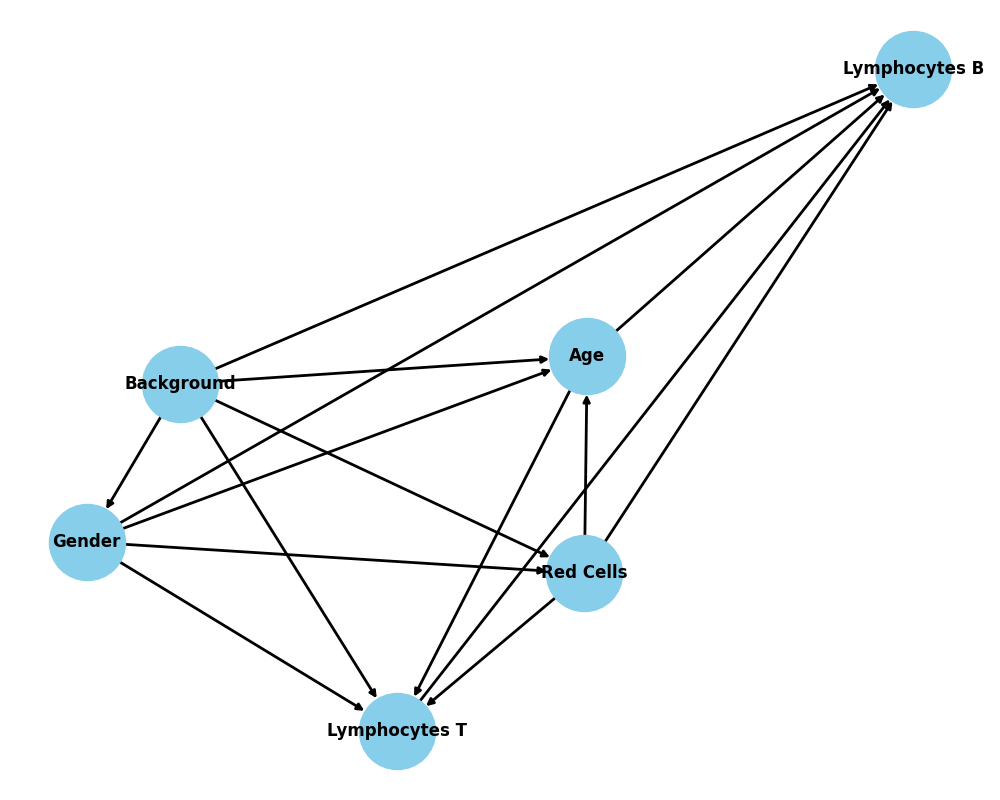 Lymphocytes B
Age
Background
Gender
Red Cells
Lymphocytes T